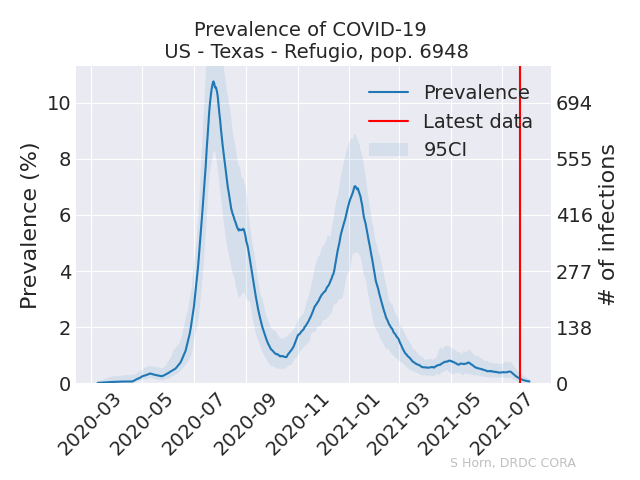 Prevalence of COVID-19
US - Texas - Refugio, pop. 6948
Prevalence
Latest data
95CI
Prevalence (%)
10
8
6
4
2
0
# of infections
694
555
416
277
138
0
2020-03
2020-05
2020-07
2020-09
2020-11
2021-01
2021-03
2021-05
2021-07
S Horn, DRDC CORA